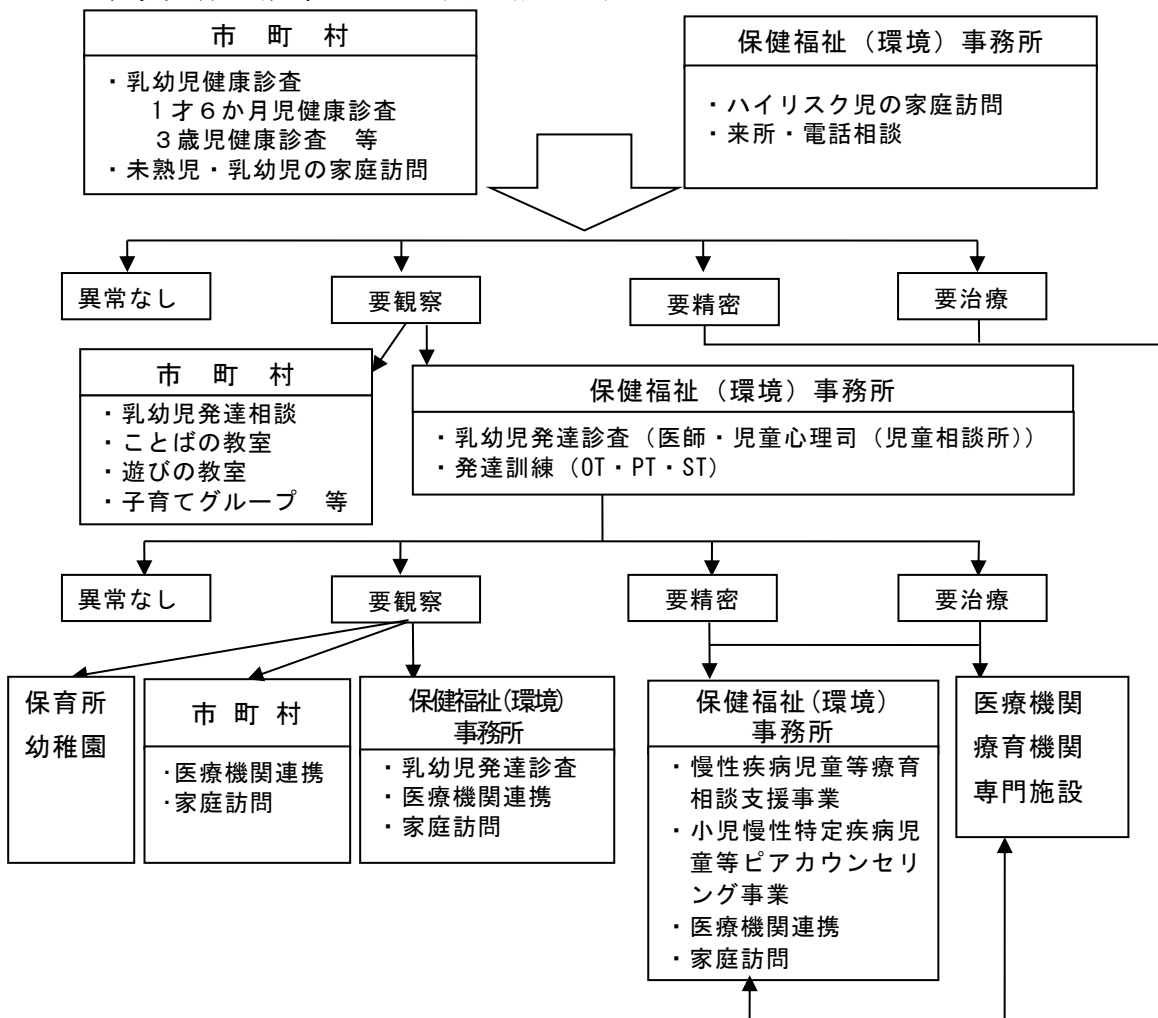 市 町 村
・乳幼児健康診査
1才6か月児健康診査
3歳児健康診査 等
・未熟児・乳幼児の家庭訪問
保健福祉（環境）事務所
・ハイリスク児の家庭訪問
・来所・電話相談
異常なし
要観察
要精密
要治療
市 町 村
・乳幼児発達相談
・ことばの教室
・遊びの教室
・子育てグループ 等
保健福祉（環境）事務所
・乳幼児発達診査（医師・児童心理司（児童相談所））
・発達訓練（OT・PT・ST）
異常なし
要観察
要精密
要治療
保育所
幼稚園
市 町 村
・医療機関連携
・家庭訪問
保健福祉(環境)
事務所
・乳幼児発達診査
・医療機関連携
・家庭訪問
保健福祉(環境)
事務所
・慢性疾病児童等療育
相談支援事業
・小児慢性特定疾病児
童等ピアカウンセリ
ング事業
・医療機関連携
・家庭訪問
医療機関
療育機関
専門施設